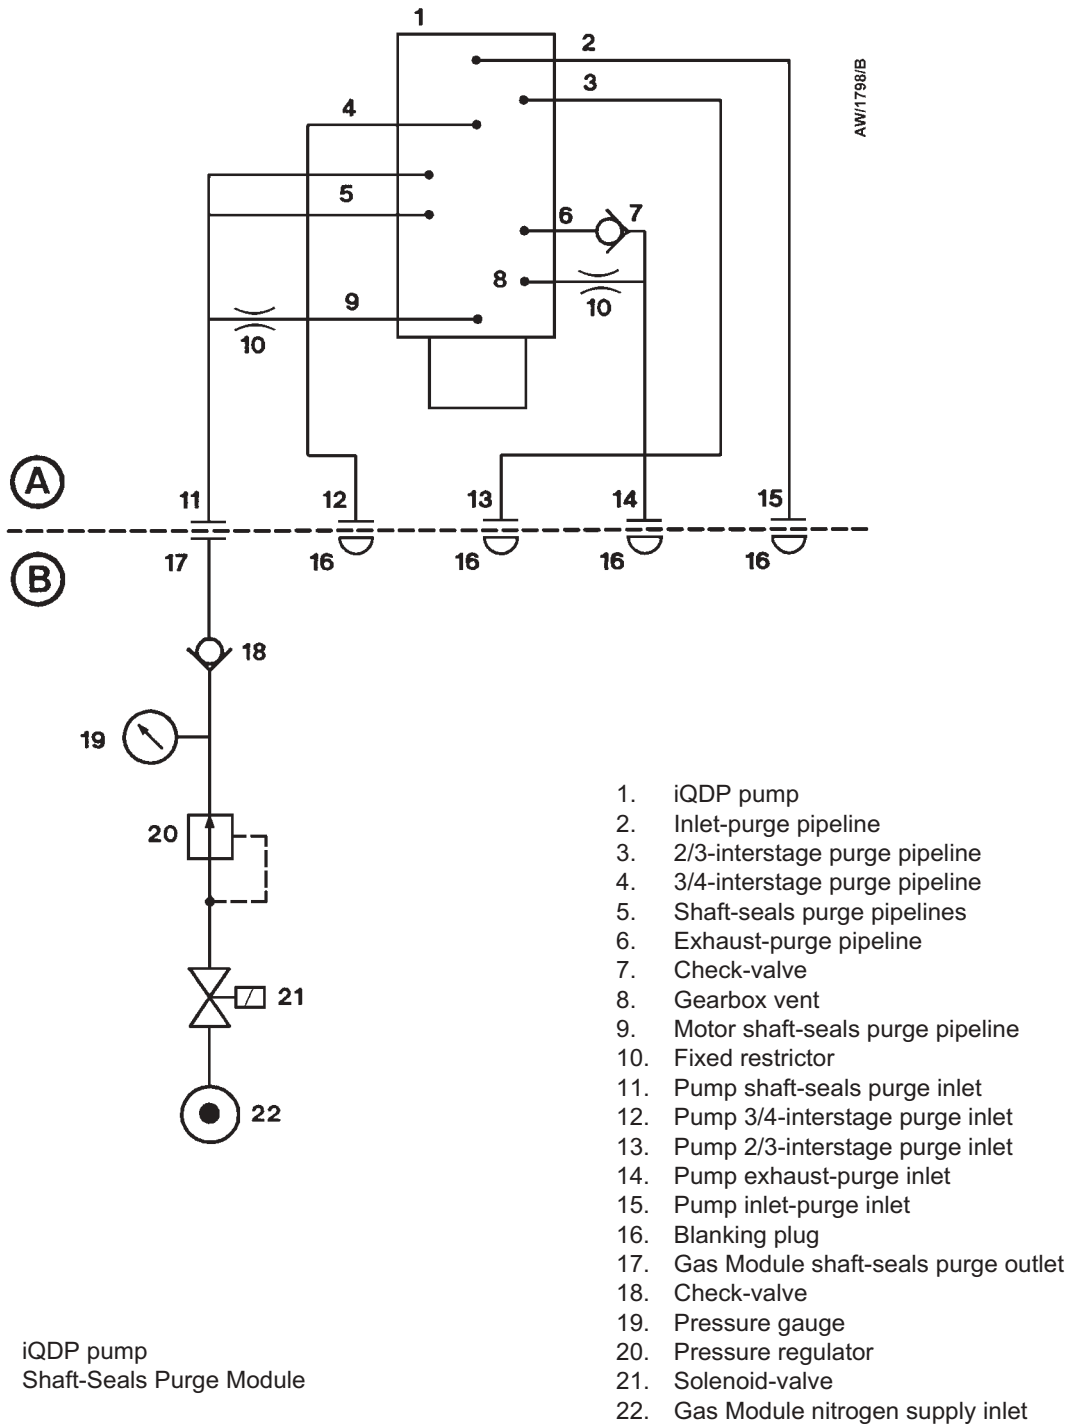 1
2
3
4
5
6
7
8
9
10
10
AW/1798/B
A
11
12
13
14
15
B
17
16
16
16
16
18
19
20
21
22
1. iQDP pump
2. Inlet-purge pipeline
3. 2/3-interstage purge pipeline
4. 3/4-interstage purge pipeline
5. Shaft-seals purge pipelines
6. Exhaust-purge pipeline
7. Check-valve
8. Gearbox vent
9. Motor shaft-seals purge pipeline
10. Fixed restrictor
11. Pump shaft-seals purge inlet
12. Pump 3/4-interstage purge inlet
13. Pump 2/3-interstage purge inlet
14. Pump exhaust-purge inlet
15. Pump inlet-purge inlet
16. Blanking plug
17. Gas Module shaft-seals purge outlet
18. Check-valve
19. Pressure gauge
20. Pressure regulator
21. Solenoid-valve
22. Gas Module nitrogen supply inlet
iQDP pump
Shaft-Seals Purge Module